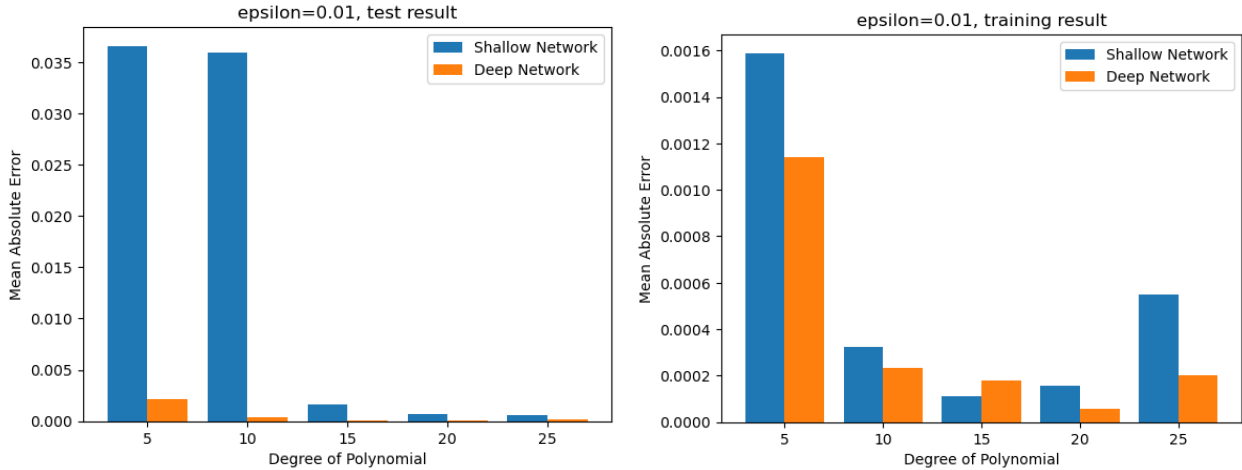 epsilon=0.01, test result
Mean Absolute Error
0.035
0.030
0.025
0.020
0.015
0.010
0.005
0.000
Shallow Network
Deep Network
5 10 15 20 25
Degree of Polynomial
epsilon=0.01, training result
Mean Absolute Error
0.0016
0.0014
0.0012
0.0010
0.0008
0.0006
0.0004
0.0002
0.0000
Shallow Network
Deep Network
5 10 15 20 25
Degree of Polynomial